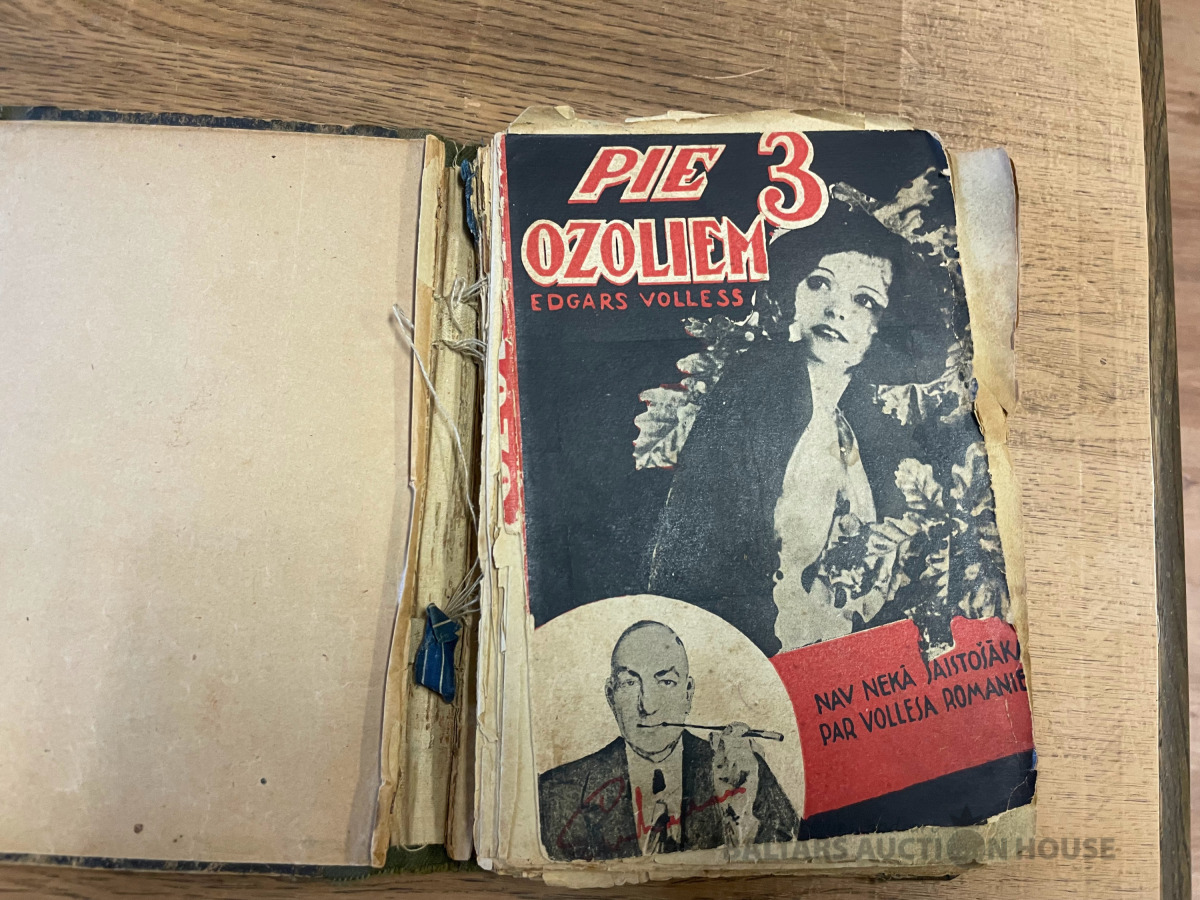 PIE 3
OZOLIEM
EDGARS VOLLESS
NAV NEKĀ SAISTOŠĀKA
PAR VOLLESA ROMANIE
BALTARS AUCTION HOUSE